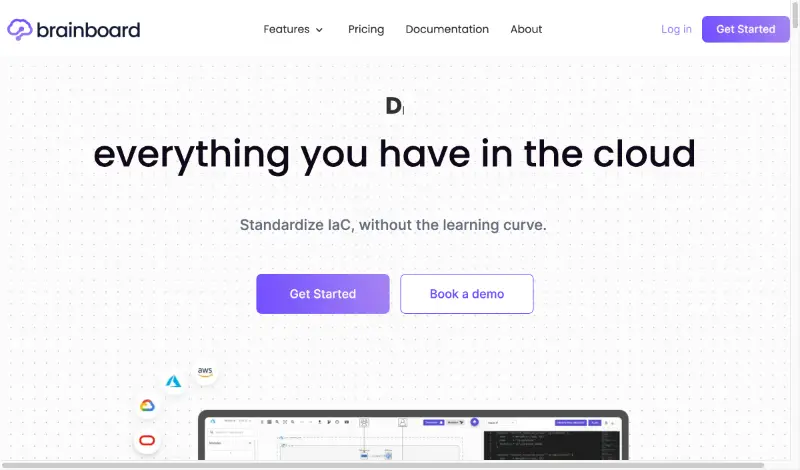 brainboard
Features
Pricing
Documentation
About
Log in
Get Started
D
everything you have in the cloud
Standardize IaC, without the learning curve.
Get Started
Book a demo
aws